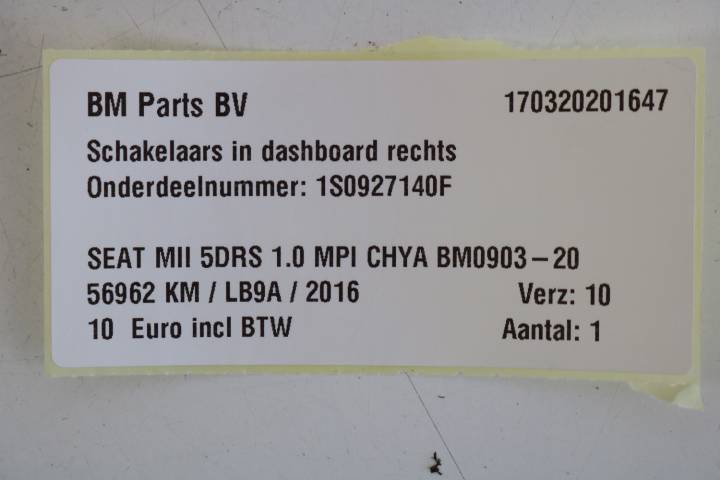 BM Parts BV 170320201647
Schakelaars in dashboard rechts
Onderdeelnummer: 1S0927140F
SEAT MII 5DRS 1.0 MPI CHYA BM0903-20
56962 KM / LB9A / 2016 Verz: 10
10 Euro incl BTW Aantal: 1